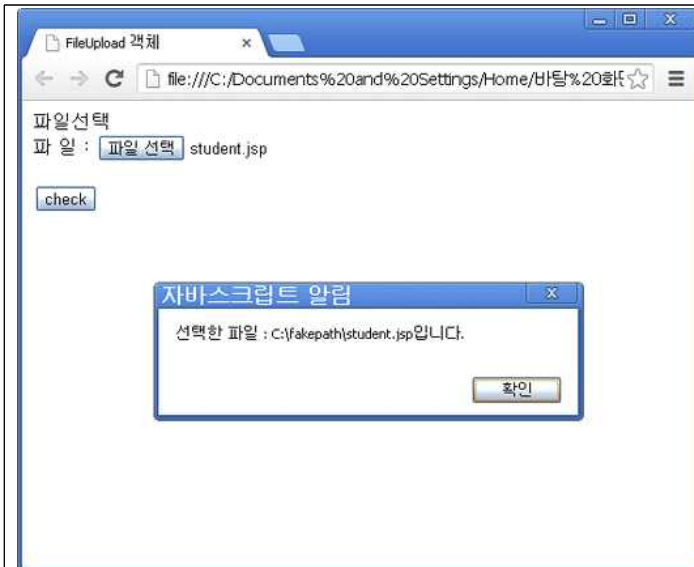 FileUpload 객체
file:///C:/Documents%20and%20Settings/Home/바탕%20화
파일선택
파 일 : 파일 선택 student.jsp
check
자바스크립트 알림
선택한 파일 : C:\fakepath\student.jsp입니다.
확인